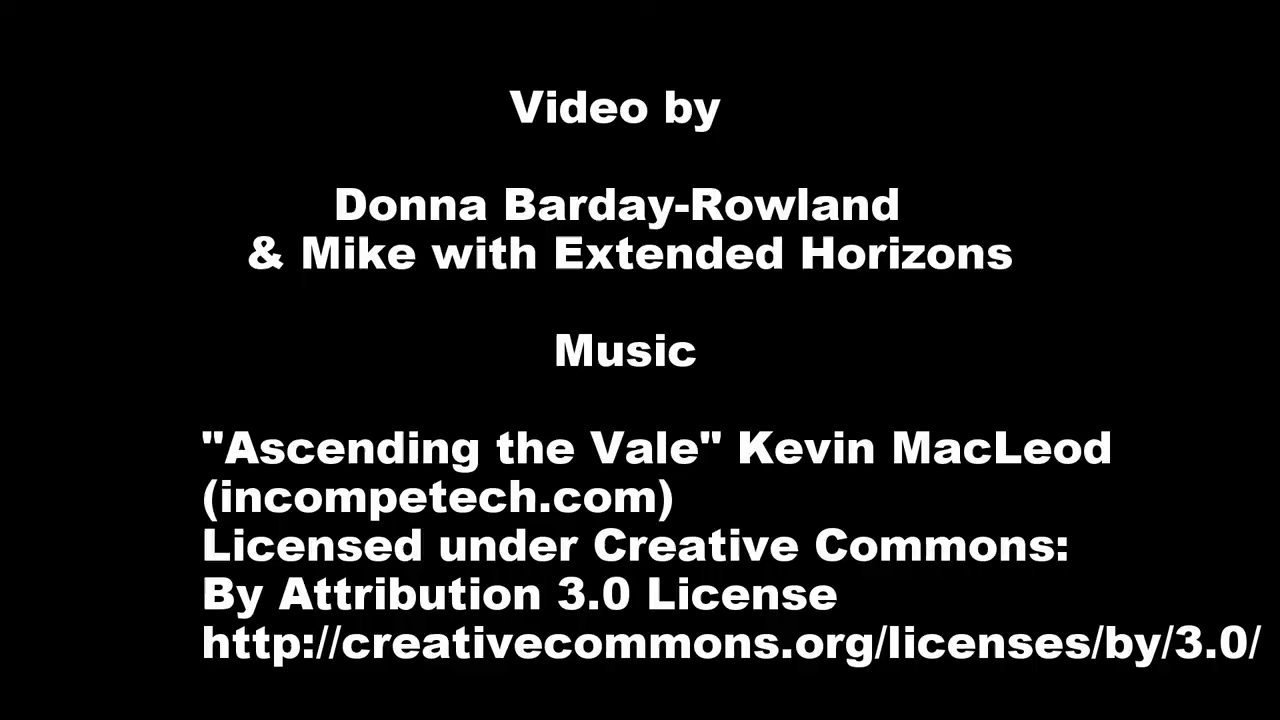 Video by
Donna Barday-Rowland
& Mike with Extended Horizons
Music
"Ascending the Vale" Kevin MacLeod
(incompetech.com)
Licensed under Creative Commons:
By Attribution 3.0 License
http://creativecommons.org/licenses/by/3.0/